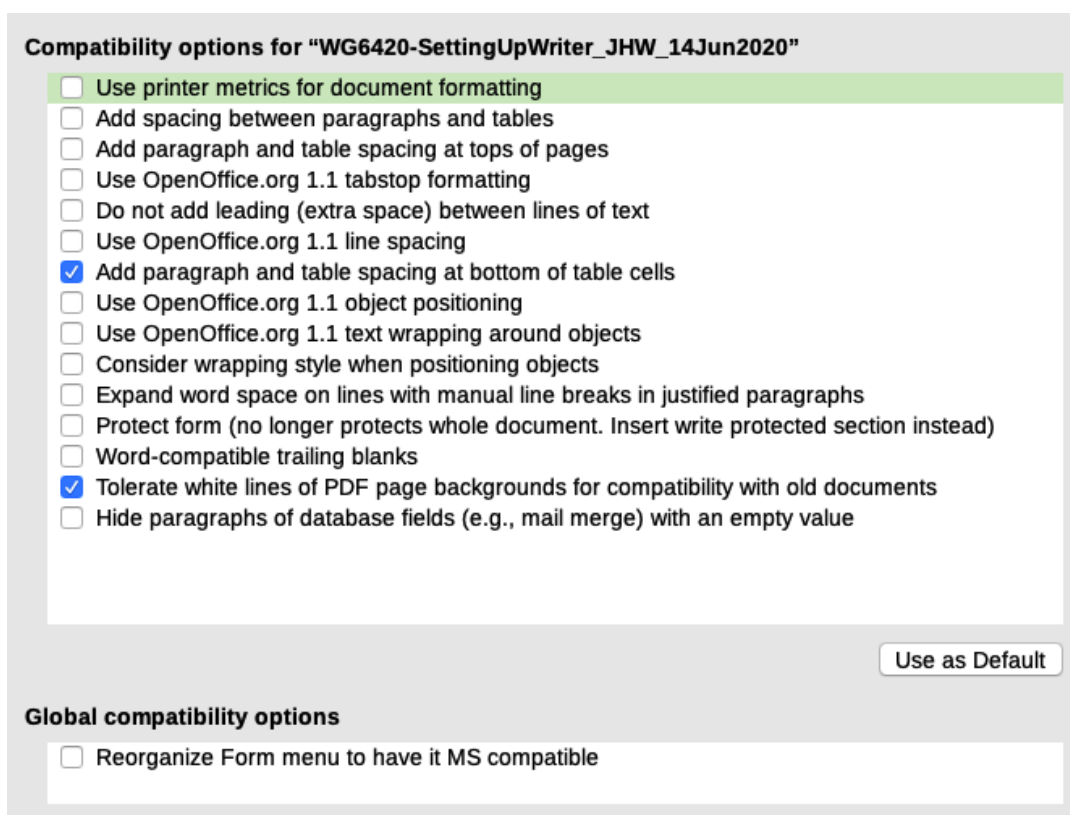 Compatibility options for “WG6420-SettingUpWriter_JHW_14Jun2020”
Use printer metrics for document formatting
Add spacing between paragraphs and tables
Add paragraph and table spacing at tops of pages
Use OpenOffice.org 1.1 tabstop formatting
Do not add leading (extra space) between lines of text
Use OpenOffice.org 1.1 line spacing
Add paragraph and table spacing at bottom of table cells
Use OpenOffice.org 1.1 object positioning
Use OpenOffice.org 1.1 text wrapping around objects
Consider wrapping style when positioning objects
Expand word space on lines with manual line breaks in justified paragraphs
Protect form (no longer protects whole document. Insert write protected section instead)
Word-compatible trailing blanks
Tolerate white lines of PDF page backgrounds for compatibility with old documents
Hide paragraphs of database fields (e.g., mail merge) with an empty value
Use as Default
Global compatibility options
Reorganize Form menu to have it MS compatible